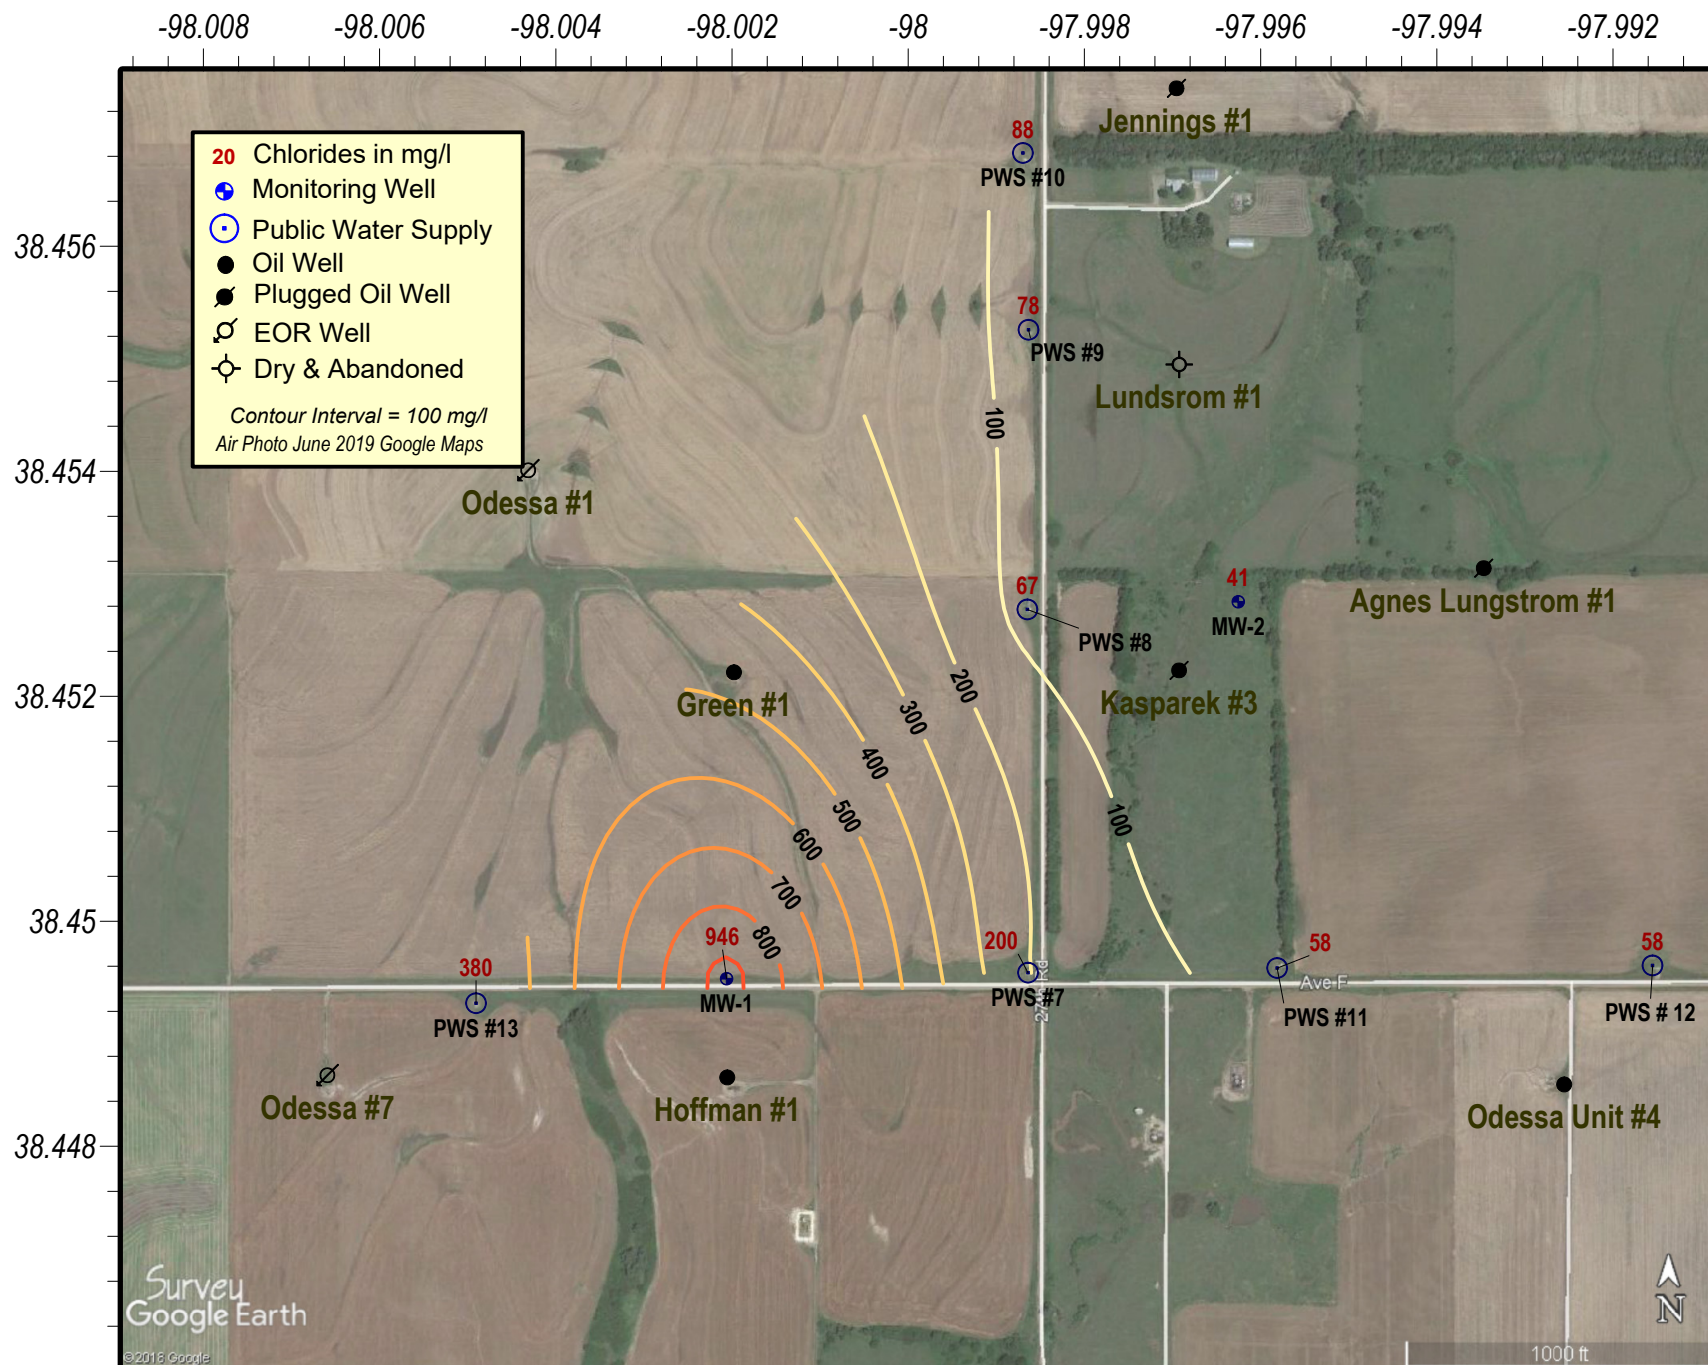 -98.008 -98.006 -98.004 -98.002 -98 -97.998 -97.996 -97.994 -97.992
38.456
38.454
38.452
38.45
38.448
20 Chlorides in mg/l
Monitoring Well
Public Water Supply
Oil Well
Plugged Oil Well
EOR Well
Dry & Abandoned
Contour Interval = 100 mg/l
Air Photo June 2019 Google Maps
Jennings #1
88
PWS #10
78
PWS #9
Lundsrom #1
100
Odessa #1
67
PWS #8
41
MW-2
Agnes Lungstrom #1
Green #1
Kasparek #3
200
300
400
500
600
700
800
100
946
MW-1
380
PWS #13
200
PWS #7
27th Rd
58
PWS #11
Ave F
58
PWS # 12
Odessa #7
Hoffman #1
Odessa Unit #4
Survey
Google Earth
©2018 Google
N
1000 ft